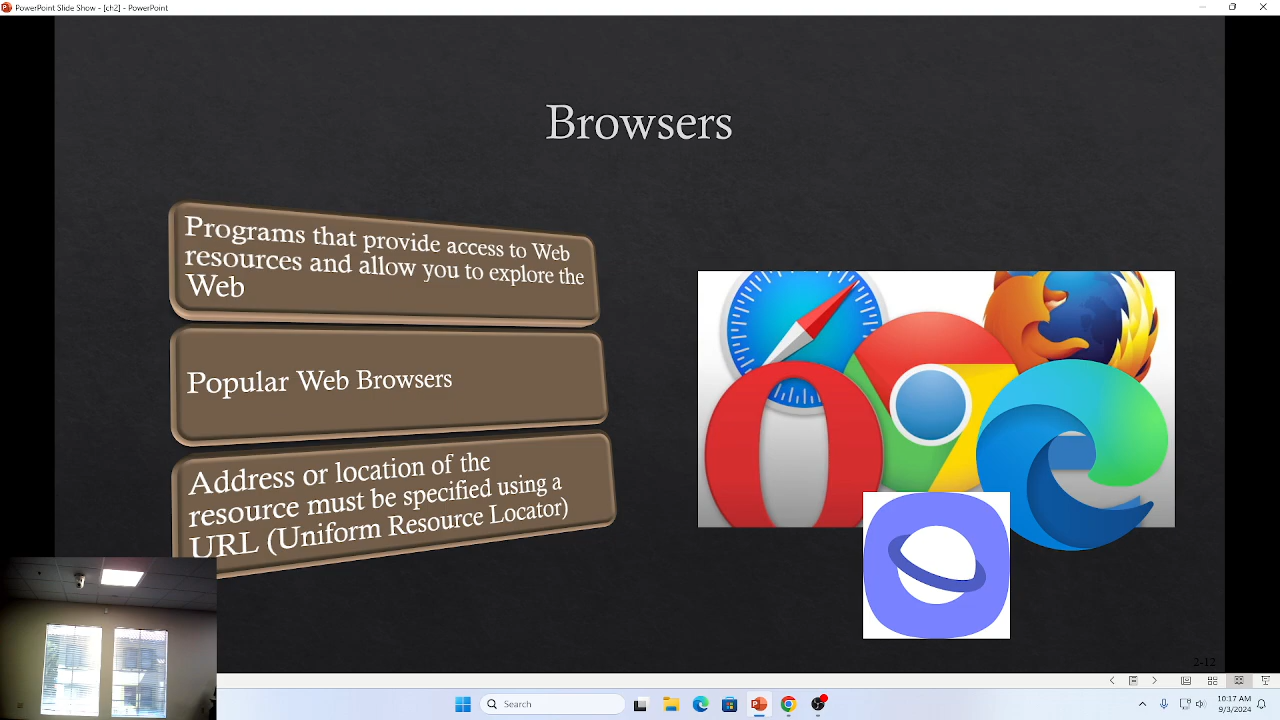 PowerPoint Slide Show - [ch2] - PowerPoint
Browsers
Programs that provide access to Web
resources and allow you to explore the
Web
Popular Web Browsers
Address or location of the
resource must be specified using a
URL (Uniform Resource Locator)
2-12
Search
10:17 AM
9/3/2024